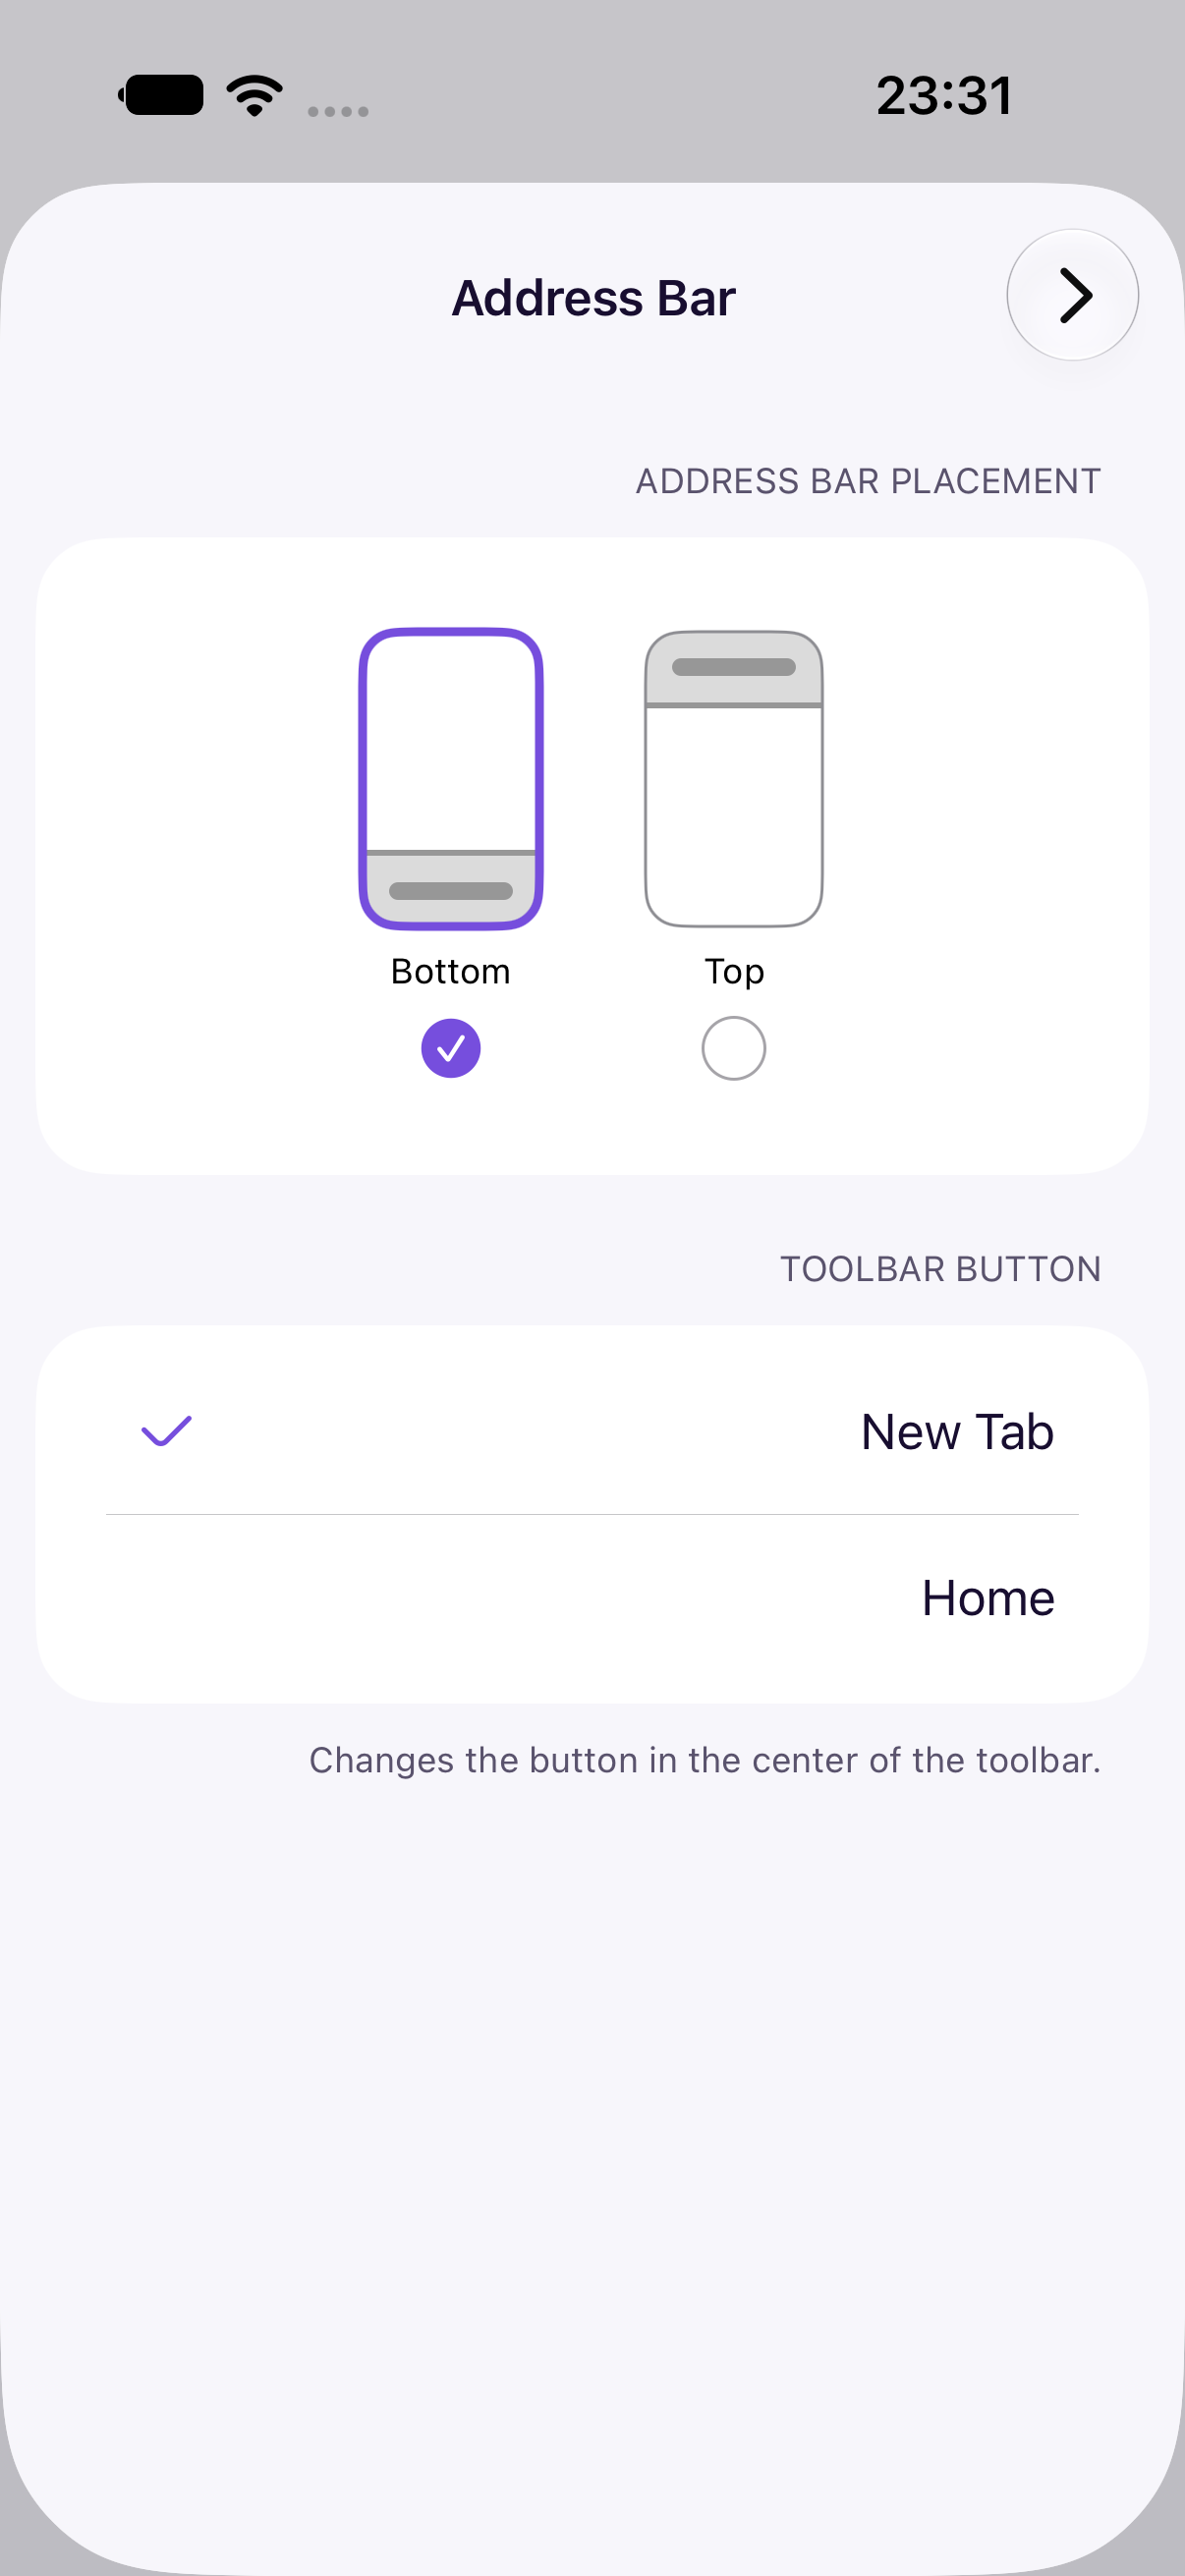 23:31
Address Bar
ADDRESS BAR PLACEMENT
Bottom
Top
TOOLBAR BUTTON
New Tab
Home
Changes the button in the center of the toolbar.